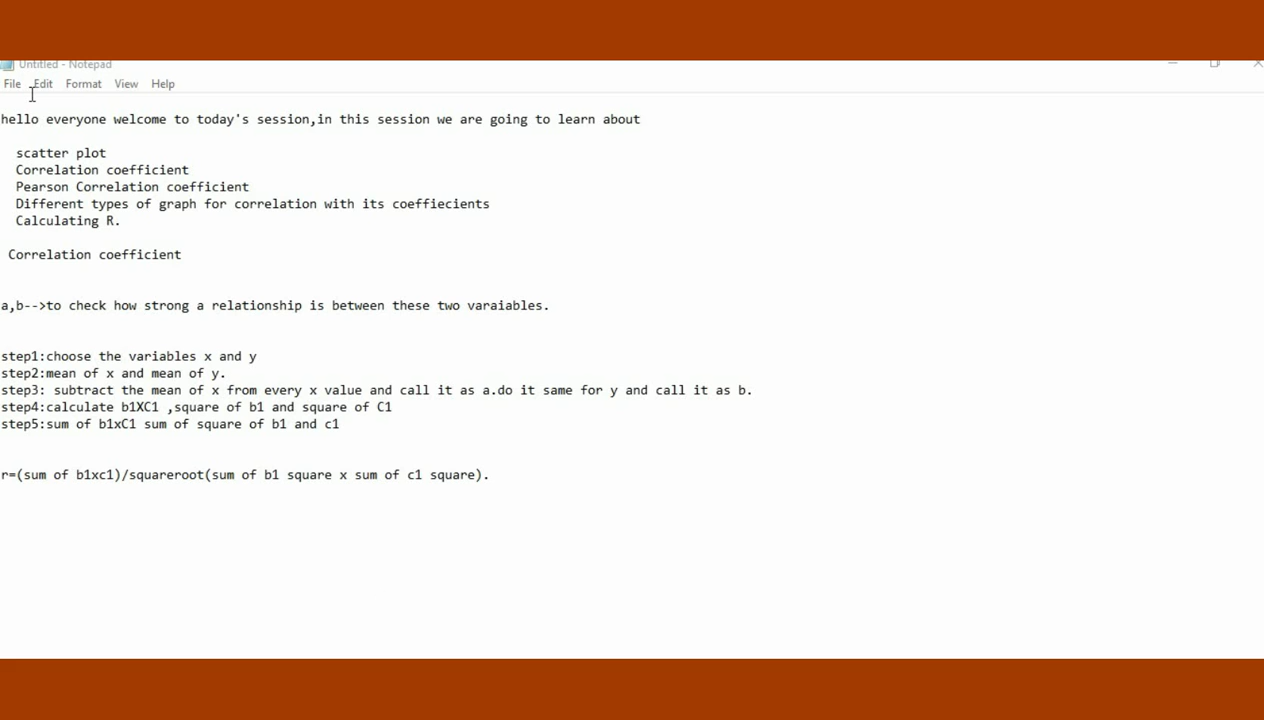 Untitled - Notepad
File Edit Format View Help
hello everyone welcome to today's session,in this session we are going to learn about
scatter plot
Correlation coefficient
Pearson Correlation coefficient
Different types of graph for correlation with its coeffiecients
Calculating R.
Correlation coefficient
a,b-->to check how strong a relationship is between these two varaiables.
step1:choose the variables x and y
step2:mean of x and mean of y.
step3: subtract the mean of x from every x value and call it as a.do it same for y and call it as b.
step4:calculate b1XC1 ,square of b1 and square of C1
step5:sum of b1xC1 sum of square of b1 and c1
r=(sum of b1xc1)/squareroot(sum of b1 square x sum of c1 square).